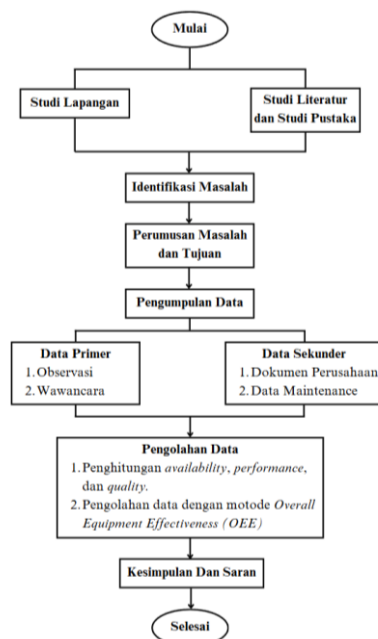 Mulai
Studi Lapangan
Studi Literatur
dan Studi Pustaka
Identifikasi Masalah
Perumusan Masalah
dan Tujuan
Pengumpulan Data
Data Primer
1. Observasi
2. Wawancara
Data Sekunder
1. Dokumen Perusahaan
2. Data Maintenance
Pengolahan Data
1. Penghitungan availability, performance,
dan quality.
2. Pengolahan data dengan motode Overall
Equipment Effectiveness (OEE)
Kesimpulan Dan Saran
Selesai